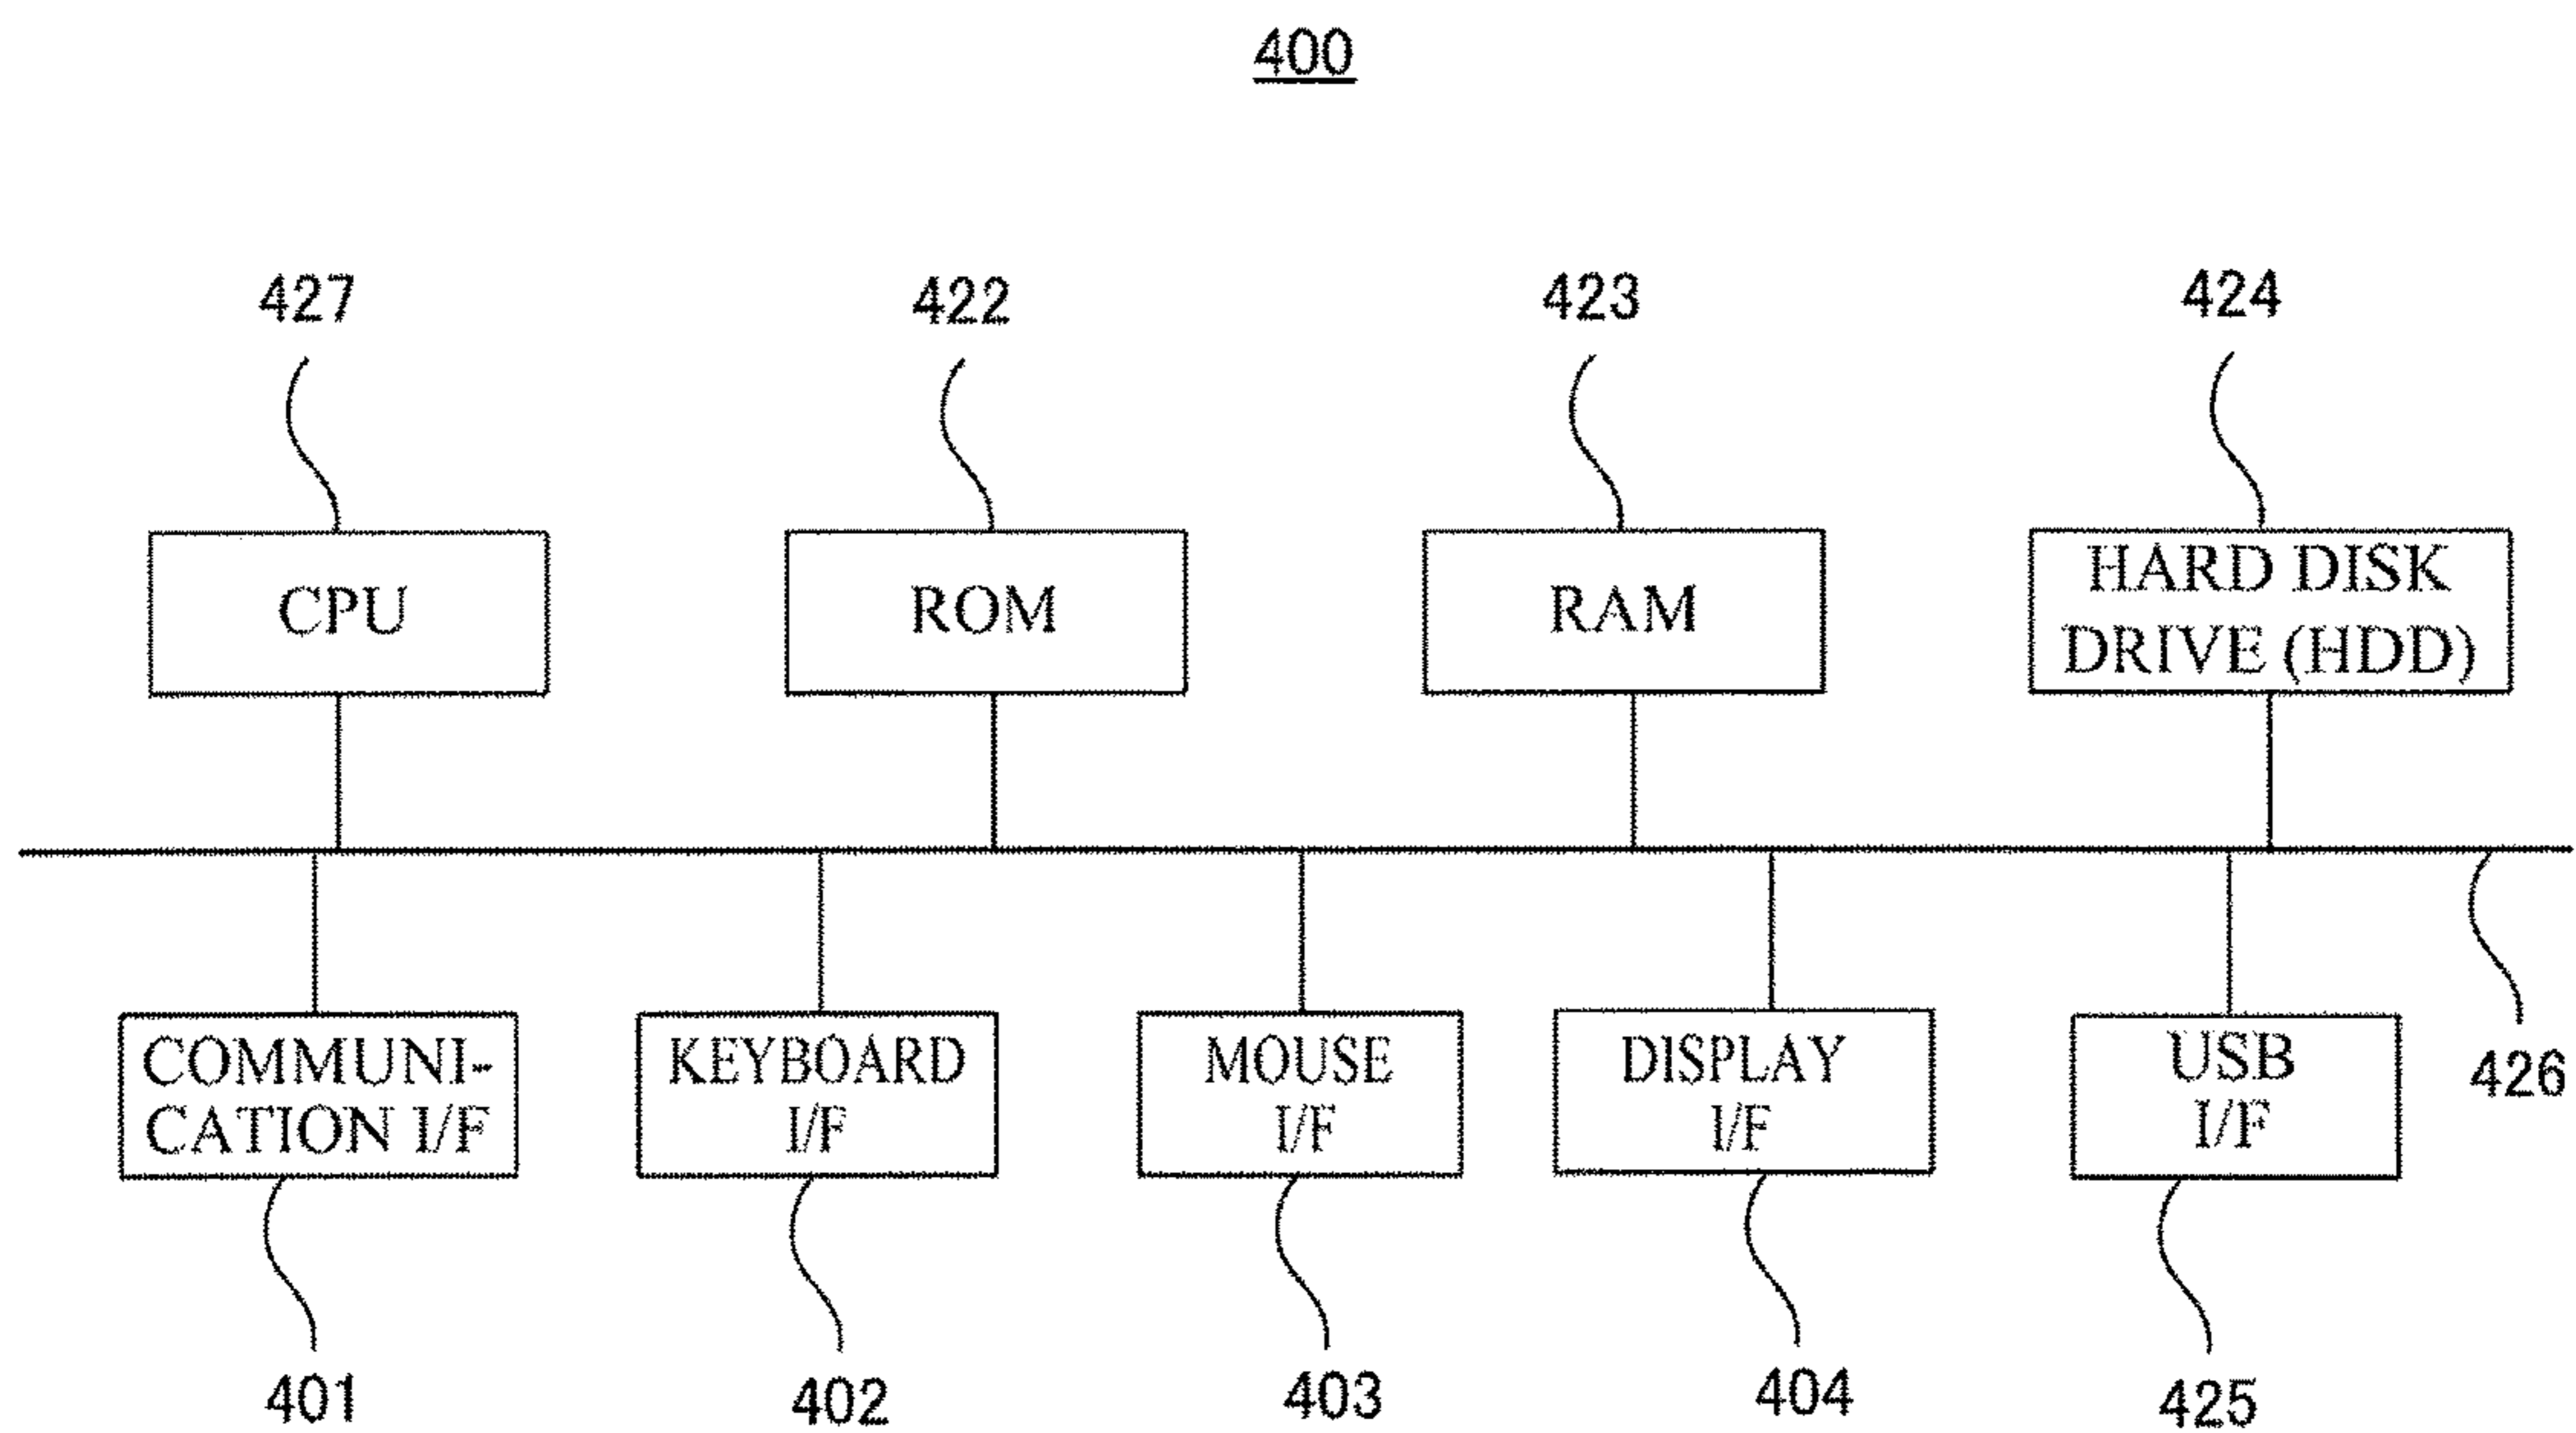 400
427
422
423
424
CPU
ROM
RAM
HARD DISK
DRIVE (HDD)
COMMUNI-
CATION I/F
KEYBOARD
I/F
MOUSE
I/F
DISPLAY
I/F
USB
I/F
426
401
402
403
404
425